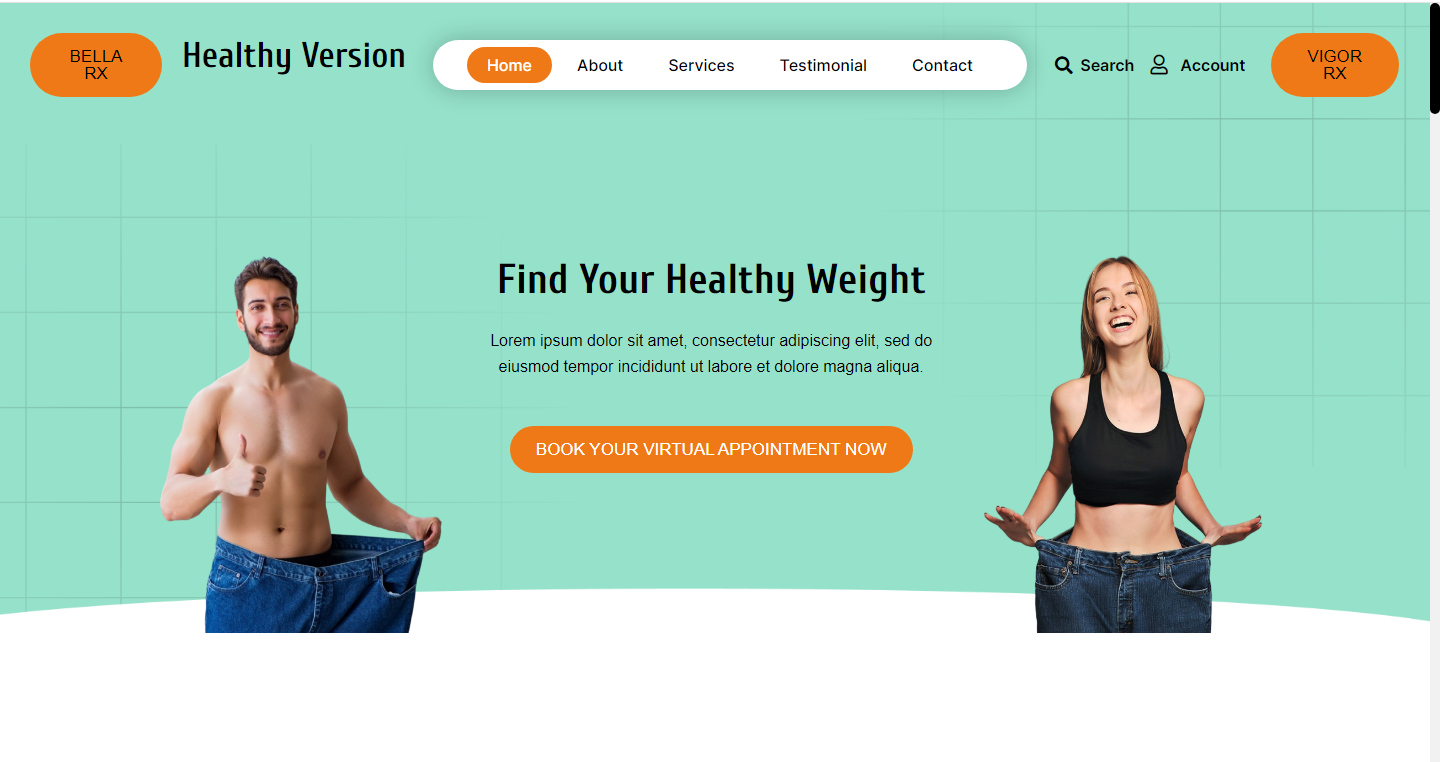 BELLA
RX
Healthy Version
Home About Services Testimonial Contact
Search Account
VIGOR
RX
Find Your Healthy Weight
Lorem ipsum dolor sit amet, consectetur adipiscing elit, sed do
eiusmod tempor incididunt ut labore et dolore magna aliqua.
BOOK YOUR VIRTUAL APPOINTMENT NOW